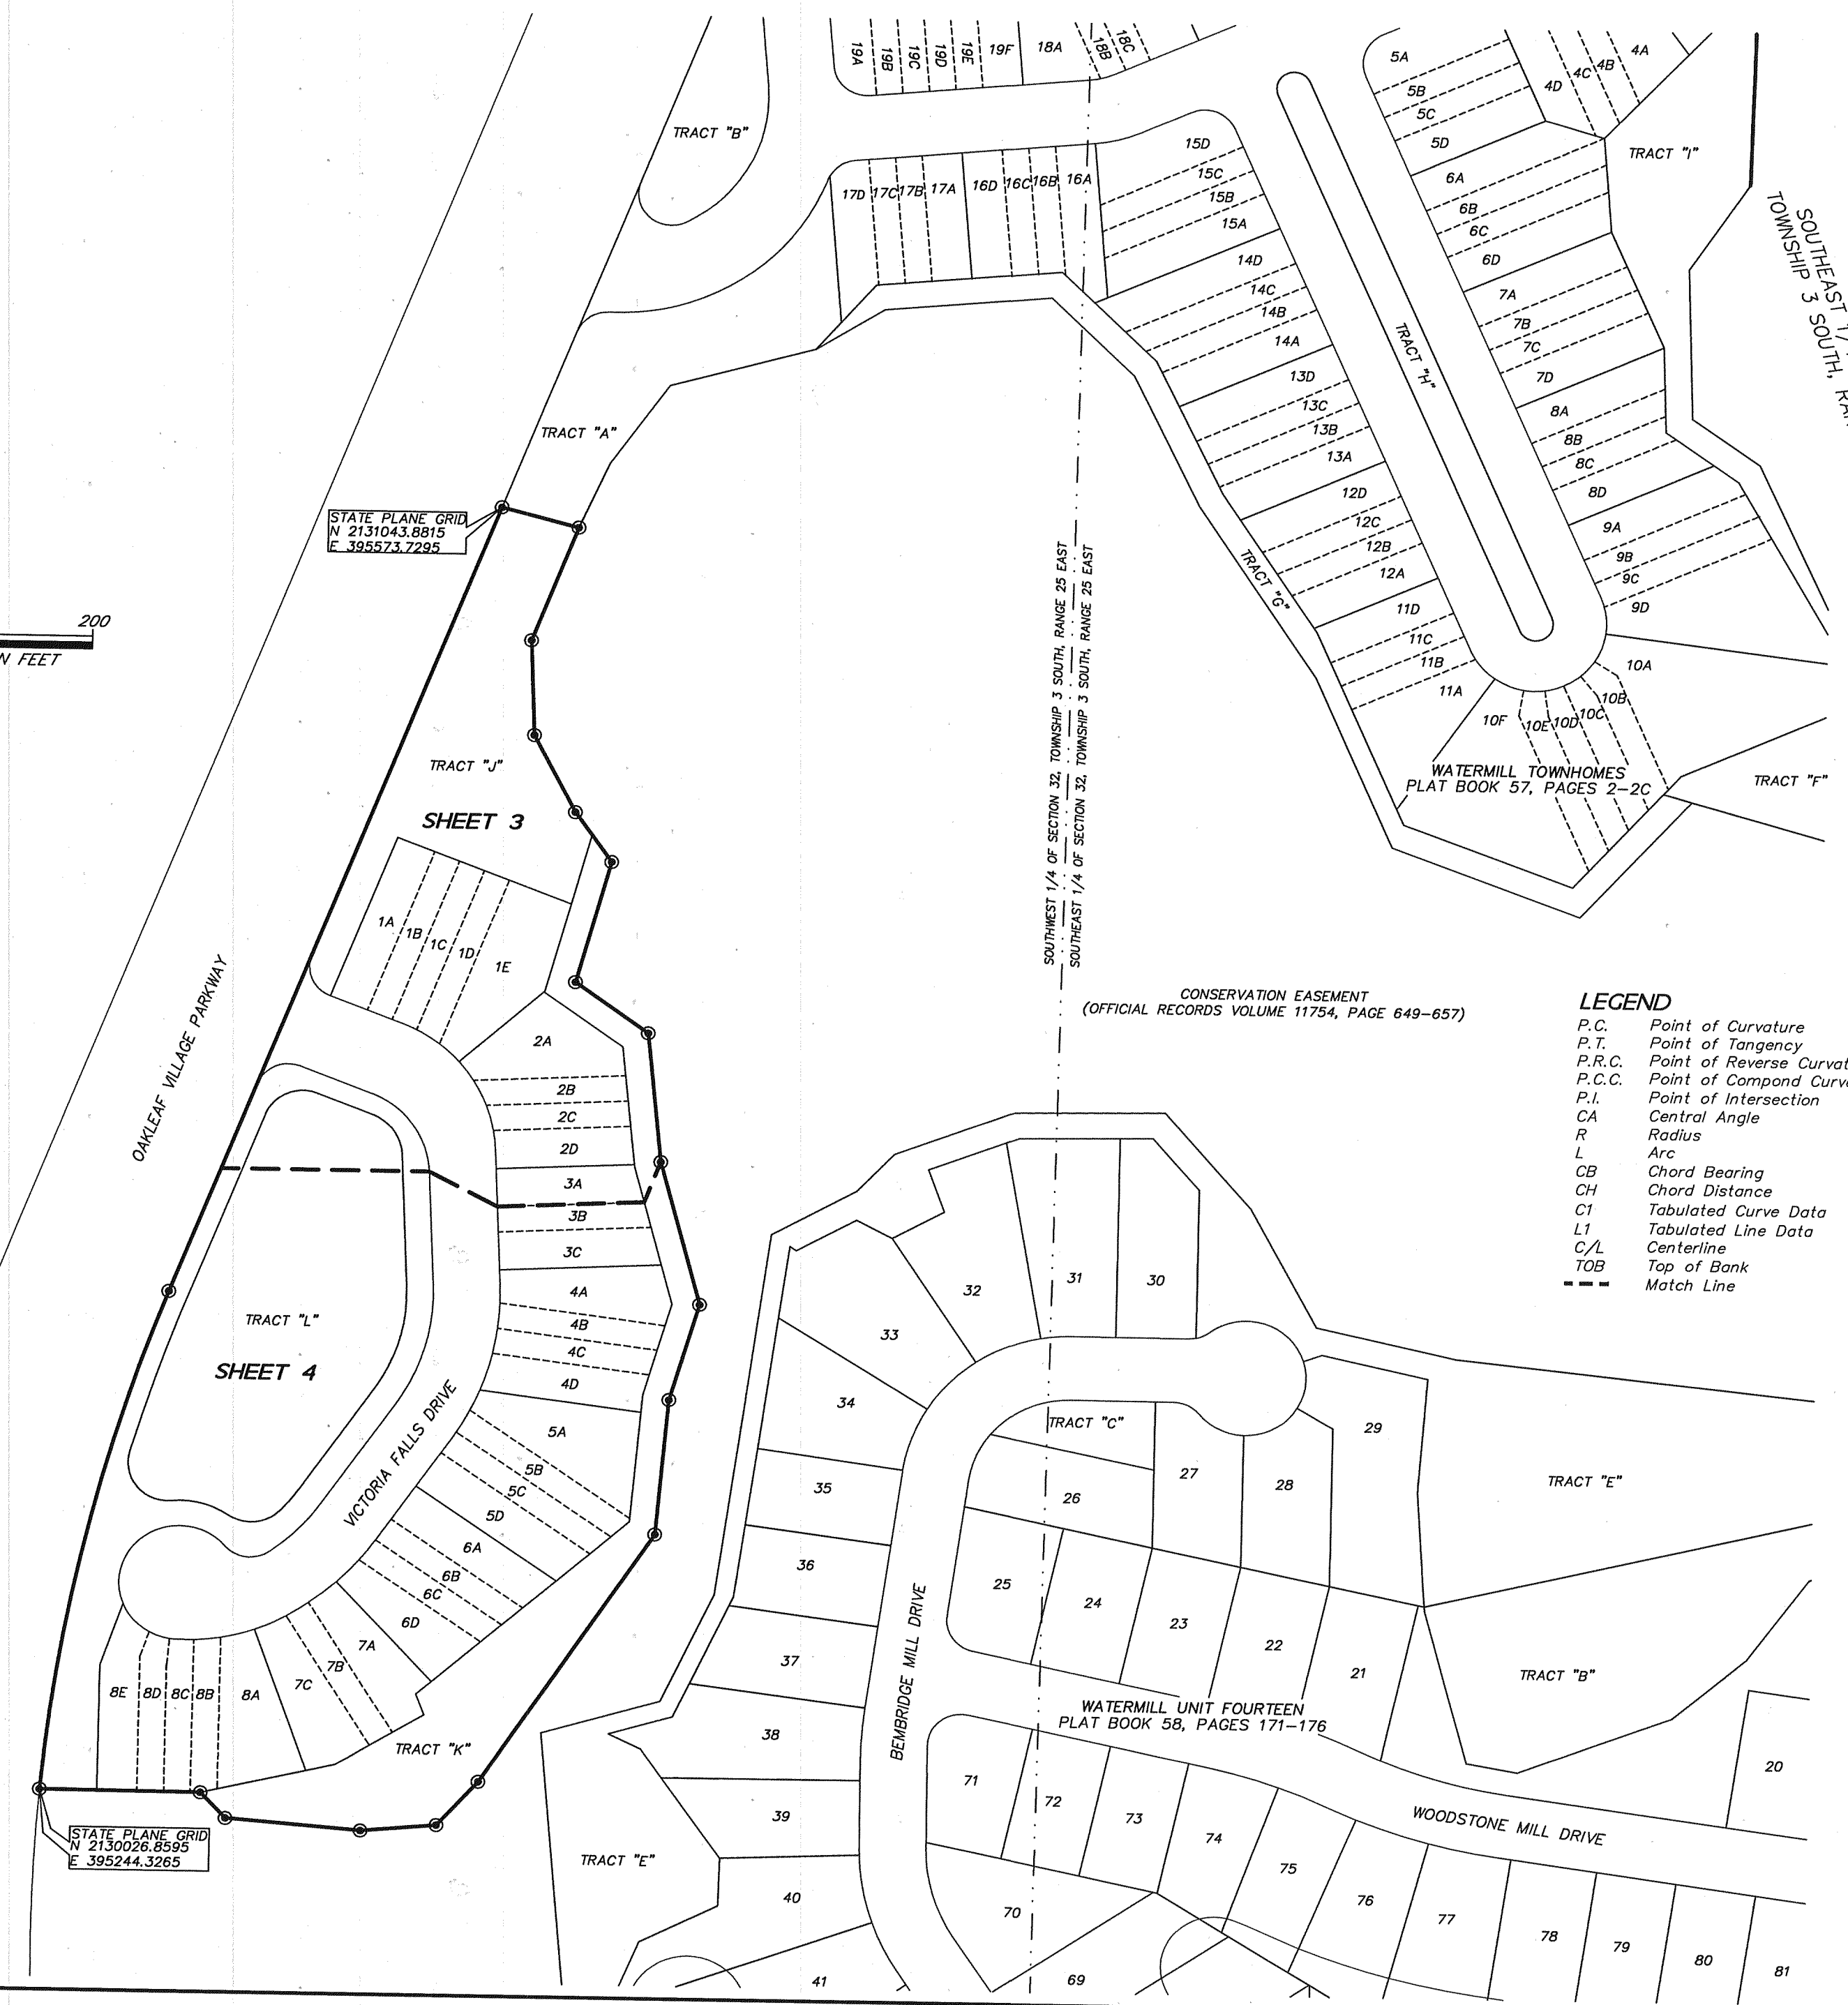 19A
19B
19C
19D
19E
19F
18A
18B
18C
5A
5B
5C
5D
4D
4C
4B
4A
TRACT "B"
TRACT "I"
SOUTHEAST
TOWNSHIP 3 SOUTH,
17D
17C
17B
17A
16D
16C
16B
16A
15D
15C
15B
15A
14D
14C
14B
14A
13D
13C
13B
13A
12D
12C
12B
12A
11D
11C
11B
11A
TRACT "H"
6A
6B
6C
6D
7A
7B
7C
7D
8A
8B
8C
8D
9A
9B
9C
9D
10A
10B
10C
10D
10E
10F
TRACT "G"
TRACT "F"
WATERMILL TOWNHOMES
PLAT BOOK 57, PAGES 2-2C
TRACT "A"
STATE PLANE GRID
N 2131043.8815
E 395573.7295
200
N FEET
SOUTHWEST 1/4 OF SECTION 32, TOWNSHIP 3 SOUTH, RANGE 25 EAST
SOUTHEAST 1/4 OF SECTION 32, TOWNSHIP 3 SOUTH, RANGE 25 EAST
TRACT "J"
SHEET 3
1A
1B
1C
1D
1E
OAKLEAF VILLAGE PARKWAY
2A
2B
2C
2D
3A
3B
3C
4A
4B
4C
4D
5A
5B
5C
5D
6A
6B
6C
6D
7A
7B
7C
8A
8B
8C
8D
8E
TRACT "L"
SHEET 4
VICTORIA FALLS DRIVE
TRACT "K"
STATE PLANE GRID
N 2130026.8595
E 395244.3265
CONSERVATION EASEMENT
(OFFICIAL RECORDS VOLUME 11754, PAGE 649-657)
LEGEND
P.C. Point of Curvature
P.T. Point of Tangency
P.R.C. Point of Reverse Curvat
P.C.C. Point of Compond Curv
P.I. Point of Intersection
CA Central Angle
R Radius
L Arc
CB Chord Bearing
CH Chord Distance
C1 Tabulated Curve Data
L1 Tabulated Line Data
C/L Centerline
TOB Top of Bank
Match Line
30
31
32
33
34
35
36
37
38
39
40
41
TRACT "E"
BEMBRIDGE MILL DRIVE
TRACT "C"
26
27
28
29
TRACT "E"
25
24
23
22
21
TRACT "B"
20
WATERMILL UNIT FOURTEEN
PLAT BOOK 58, PAGES 171-176
WOODSTONE MILL DRIVE
71
72
73
74
75
76
77
78
79
80
81
70
69